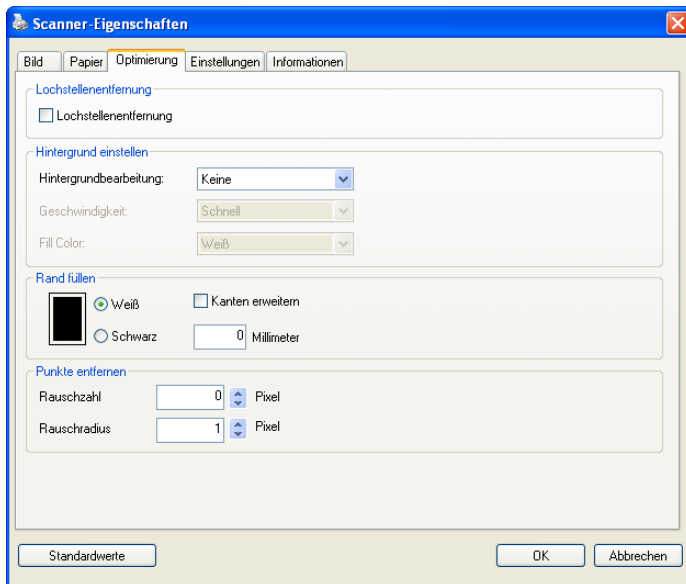 Scanner-Eigenschaften
Bild Papier Optimierung Einstellungen Informationen
Lochstellenentfernung
Lochstellenentfernung
Hintergrund einstellen
Hintergrundbearbeitung: Keine
Geschwindigkeit: Schnell
Fill Color: Weiß
Rand füllen
Weiß Kanten erweitern
Schwarz 0 Millimeter
Punkte entfernen
Rauschzahl 0 Pixel
Rauschradius 1 Pixel
Standardwerte OK Abbrechen